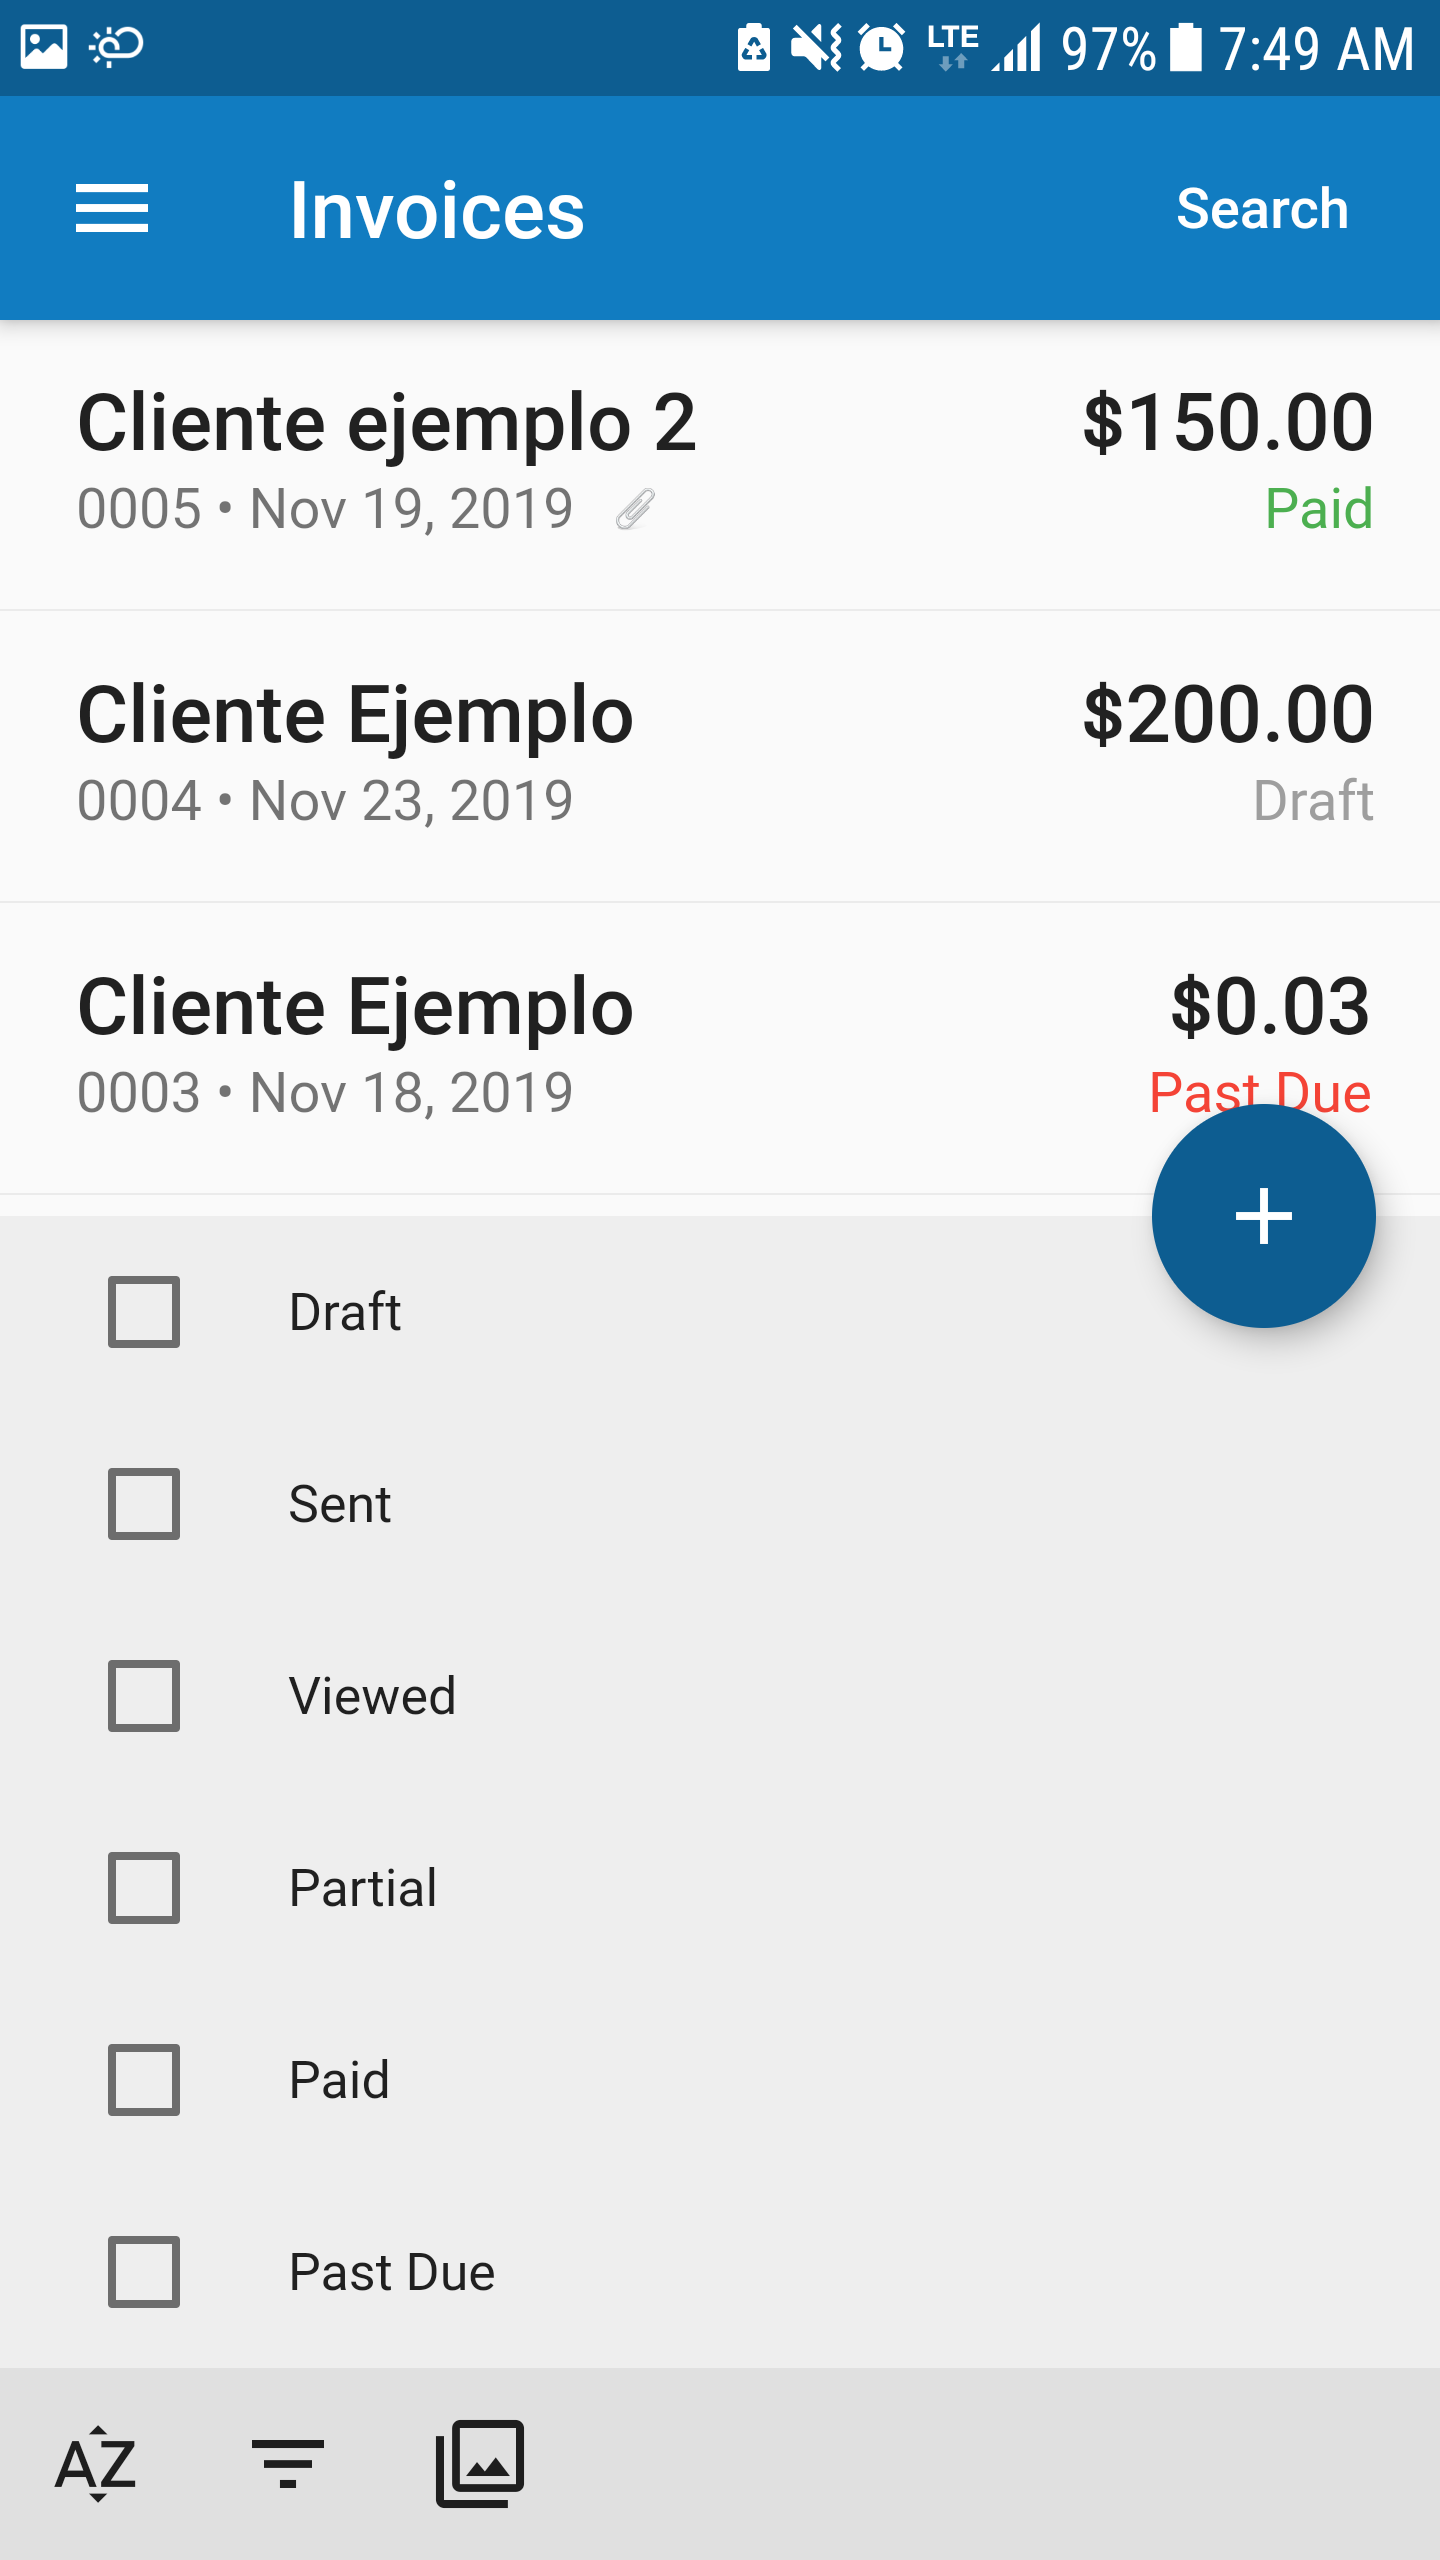 LTE 97% 7:49 AM
Invoices Search
Cliente ejemplo 2 $150.00
0005 • Nov 19, 2019 Paid
Cliente Ejemplo $200.00
0004 • Nov 23, 2019 Draft
Cliente Ejemplo $0.03
0003 • Nov 18, 2019 Past Due
Draft
Sent
Viewed
Partial
Paid
Past Due
AZ